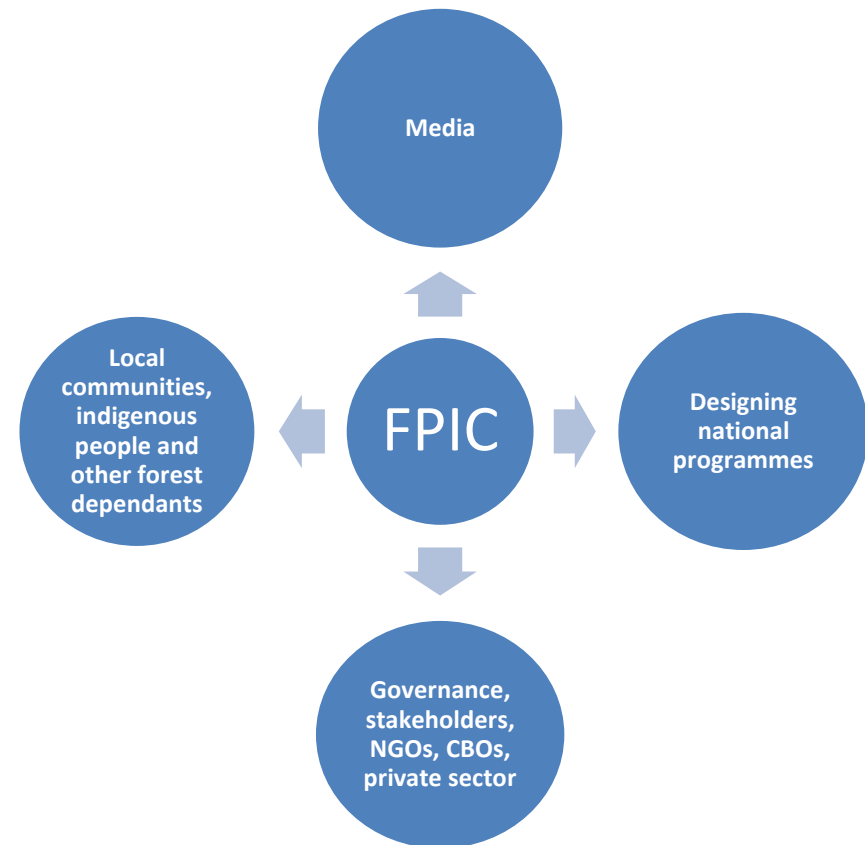 Media
Local
communities,
indigenous
people and
other forest
dependants
FPIC
Designing
national
programmes
Governance,
stakeholders,
NGOs, CBOs,
private sector